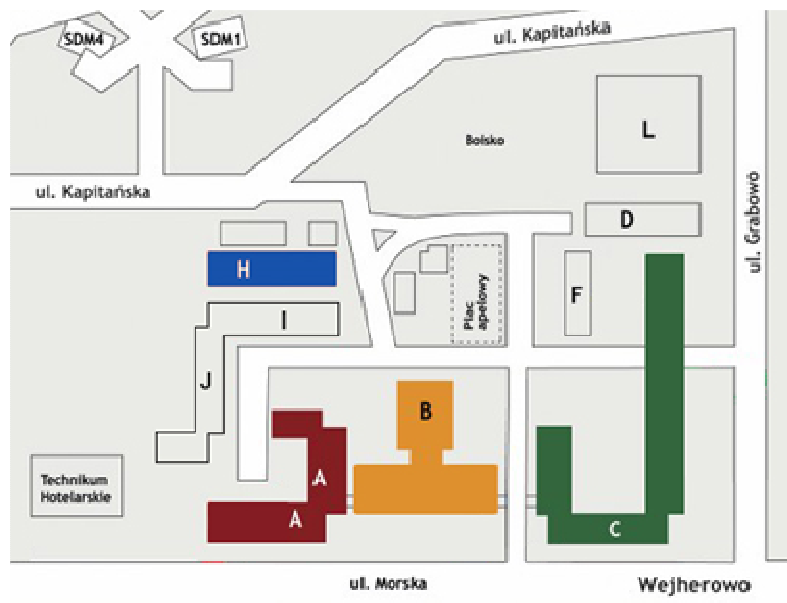 SDM4
SDM1
ul. Kapitańska
Boisko
L
ul. Kapitańska
D
ul. Grabowo
H
F
Plac
apelowy
I
J
B
Technikum
Hotelarskie
A
A
C
ul. Morska
Wejherowo